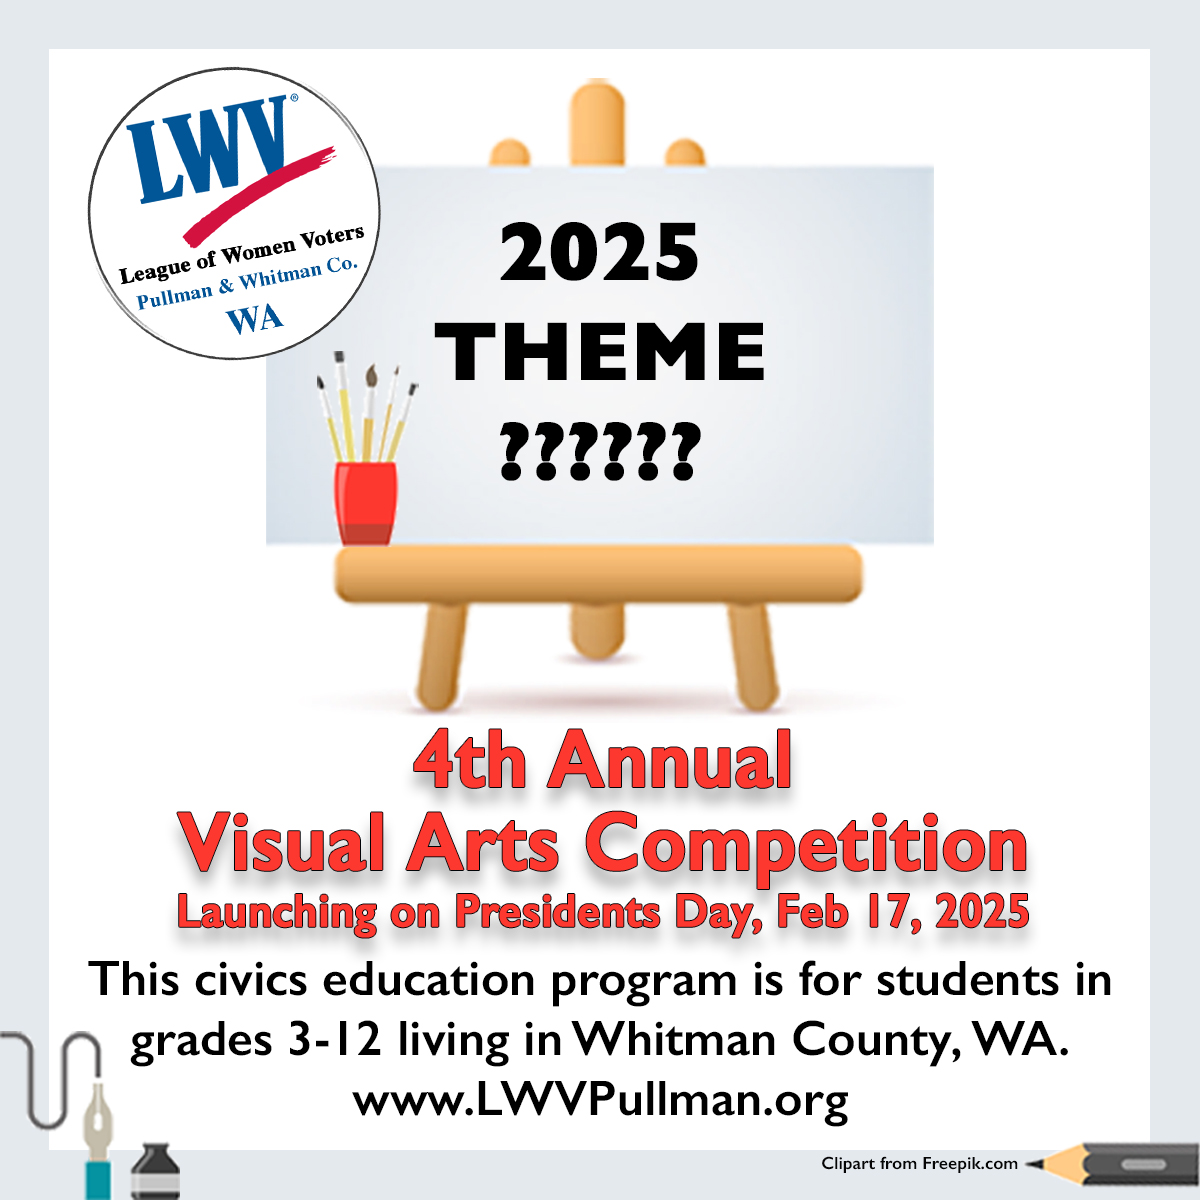 LWV®
League of Women Voters
Pullman & Whitman Co.
WA
2025
THEME
??????
4th Annual
Visual Arts Competition
Launching on Presidents Day, Feb 17, 2025
This civics education program is for students in
grades 3-12 living in Whitman County, WA.
www.LWVPullman.org
Clipart from Freepik.com